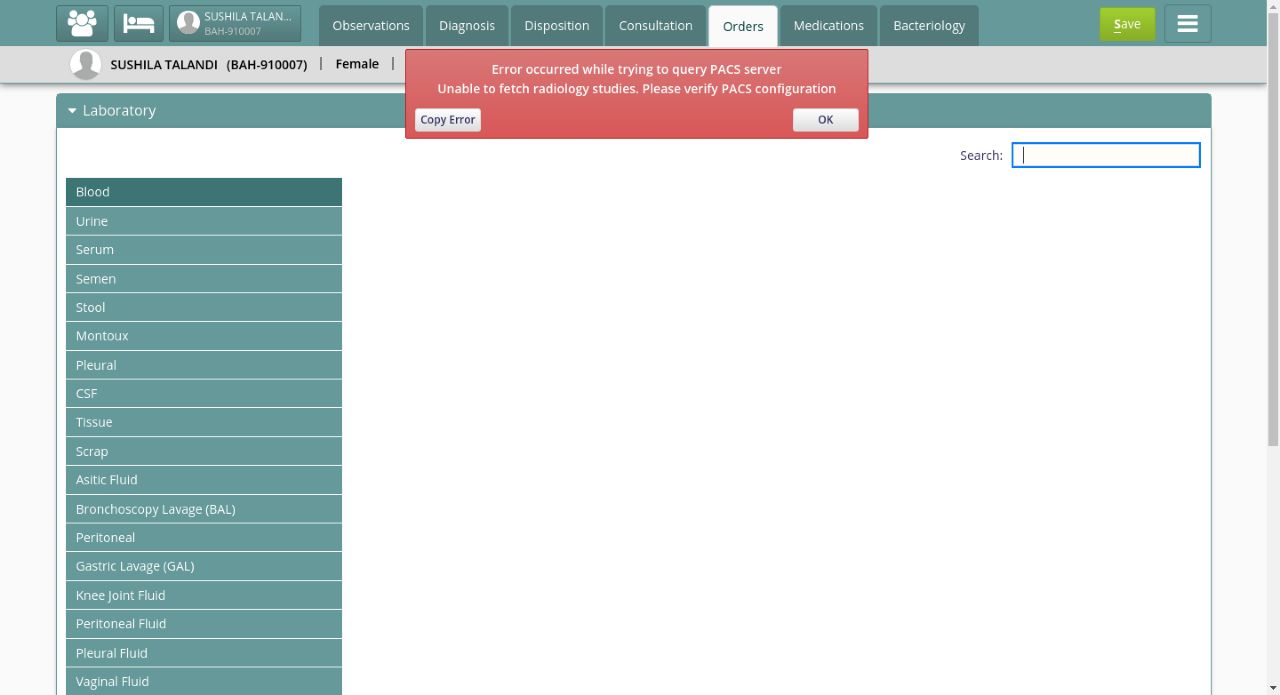 SUSHILA TALAN...
BAH-910007
Observations
Diagnosis
Disposition
Consultation
Orders
Medications
Bacteriology
Save
SUSHILA TALANDI (BAH-910007) | Female |
Error occurred while trying to query PACS server
Unable to fetch radiology studies. Please verify PACS configuration
Copy Error
OK
Laboratory
Search:
Blood
Urine
Serum
Semen
Stool
Montoux
Pleural
CSF
Tissue
Scrap
Asitic Fluid
Bronchoscopy Lavage (BAL)
Peritoneal
Gastric Lavage (GAL)
Knee Joint Fluid
Peritoneal Fluid
Pleural Fluid
Vaginal Fluid